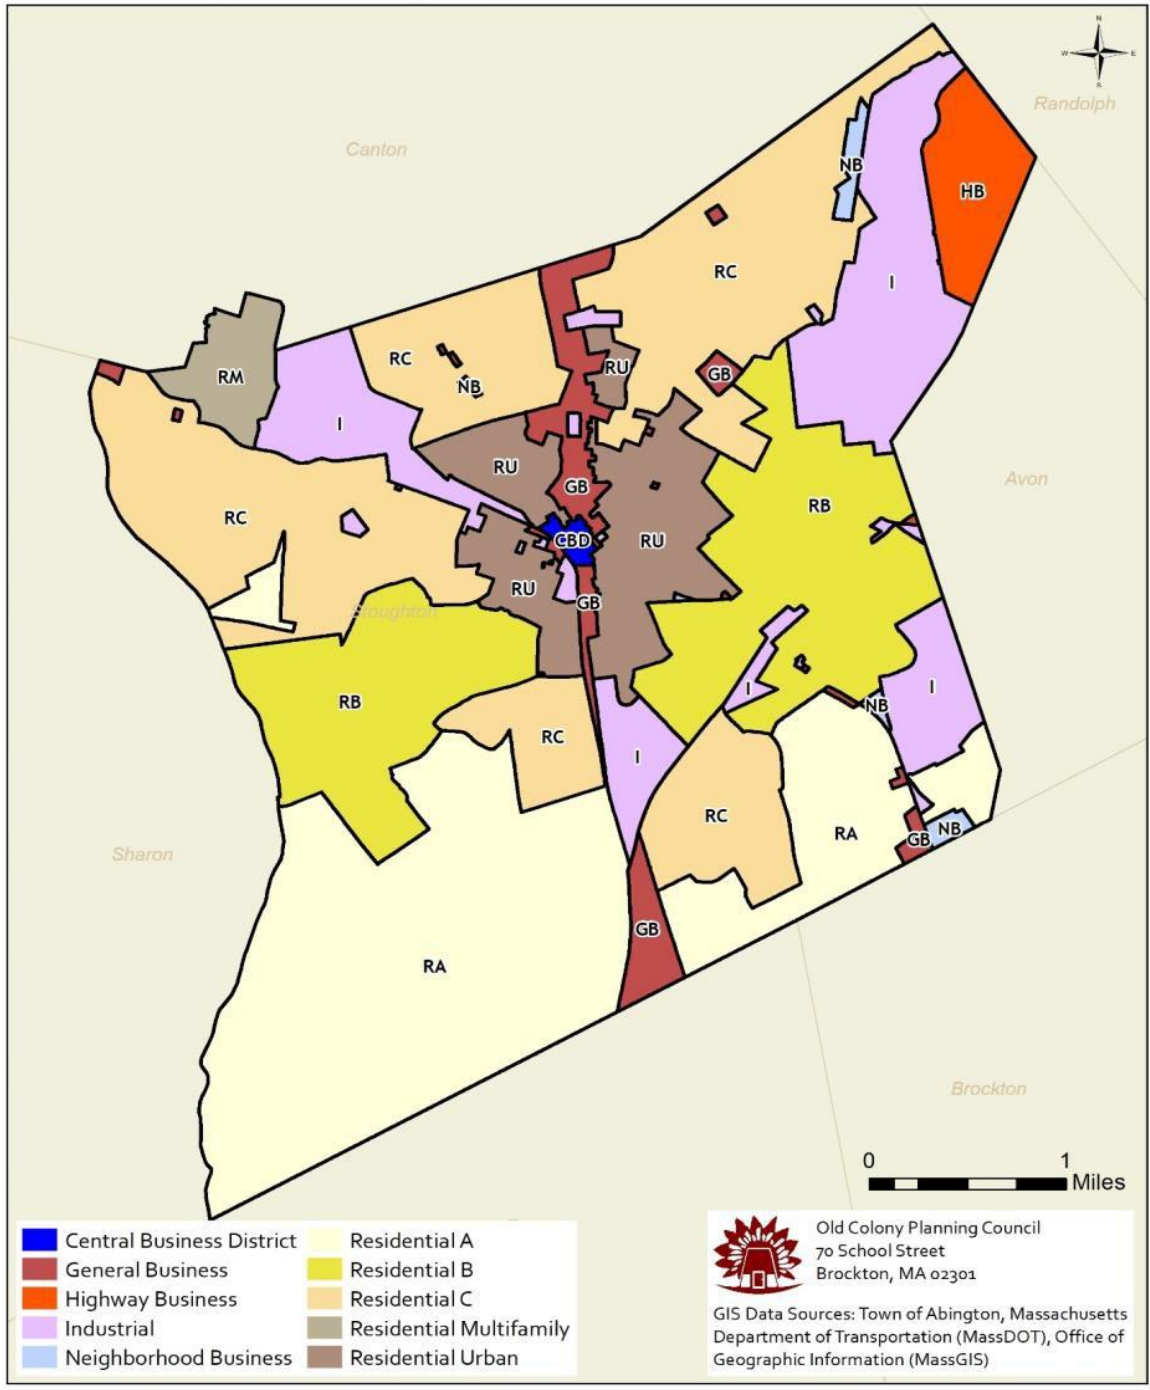 N
W E
S
Randolph
Canton
NB
HB
RC
I
RC
RU
GB
RM
NB
I
RU
GB
RB
Avon
RC
CBD
RU
RU
GB
Stoughton
I
I
RB
NB
RC
I
RC
RA
GB
NB
Sharon
GB
RA
Brockton
0 1
Miles
Central Business District
General Business
Highway Business
Industrial
Neighborhood Business
Residential A
Residential B
Residential C
Residential Multifamily
Residential Urban
Old Colony Planning Council
70 School Street
Brockton, MA 02301
GIS Data Sources: Town of Abington, Massachusetts
Department of Transportation (MassDOT), Office of
Geographic Information (MassGIS)